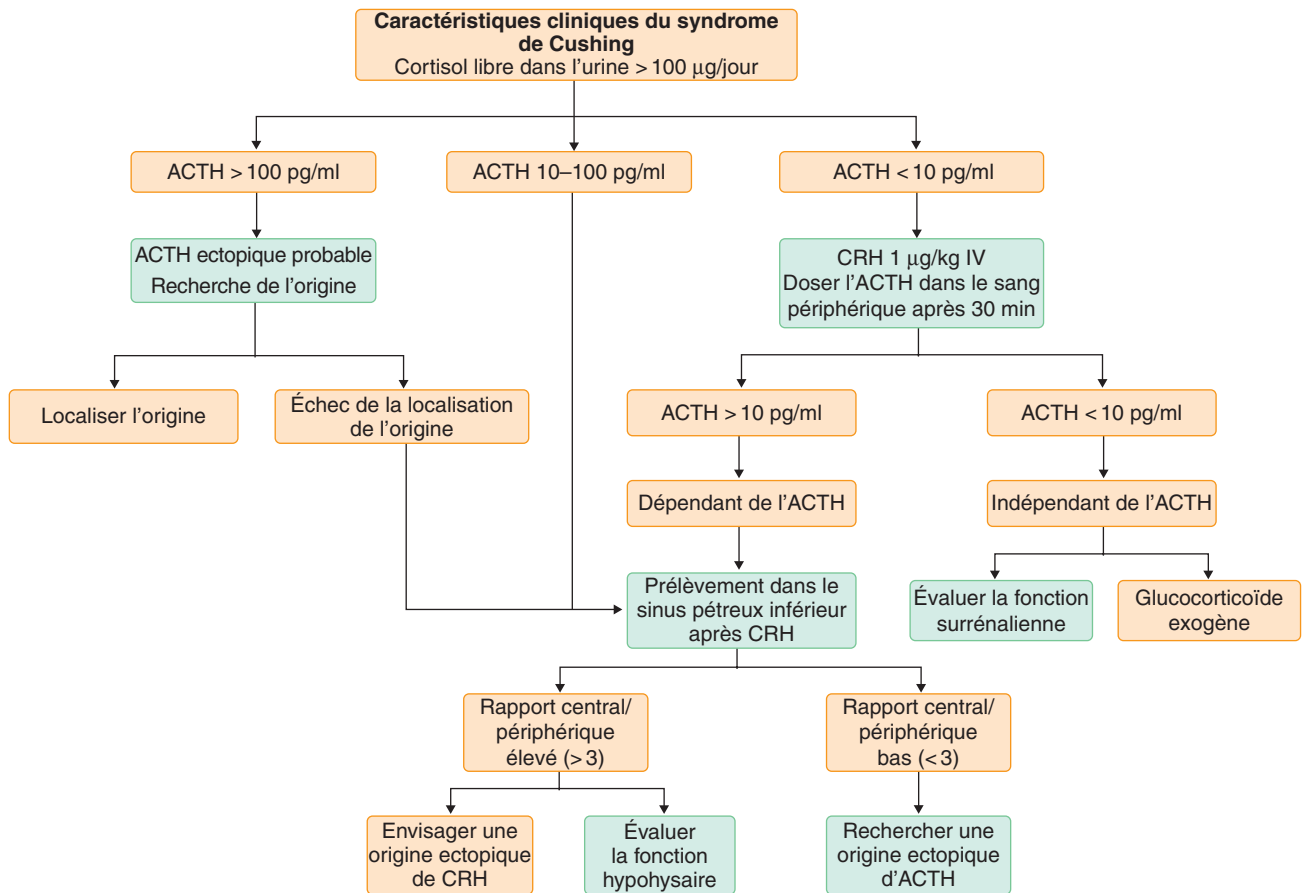 Caractéristiques cliniques du syndrome
de Cushing
Cortisol libre dans l'urine > 100 μg/jour
ACTH > 100 pg/ml
ACTH 10–100 pg/ml
ACTH < 10 pg/ml
ACTH ectopique probable
Recherche de l'origine
CRH 1 μg/kg IV
Doser l'ACTH dans le sang
périphérique après 30 min
Localiser l'origine
Échec de la localisation
de l'origine
ACTH > 10 pg/ml
ACTH < 10 pg/ml
Dépendant de l'ACTH
Indépendant de l'ACTH
Prélèvement dans le
sinus pétreux inférieur
après CRH
Évaluer la fonction
surrénalienne
Glucocorticoïde
exogène
Rapport central/
périphérique
élevé (> 3)
Rapport central/
périphérique
bas (< 3)
Envisager une
origine ectopique
de CRH
Évaluer
la fonction
hypohysaire
Rechercher une
origine ectopique
d'ACTH